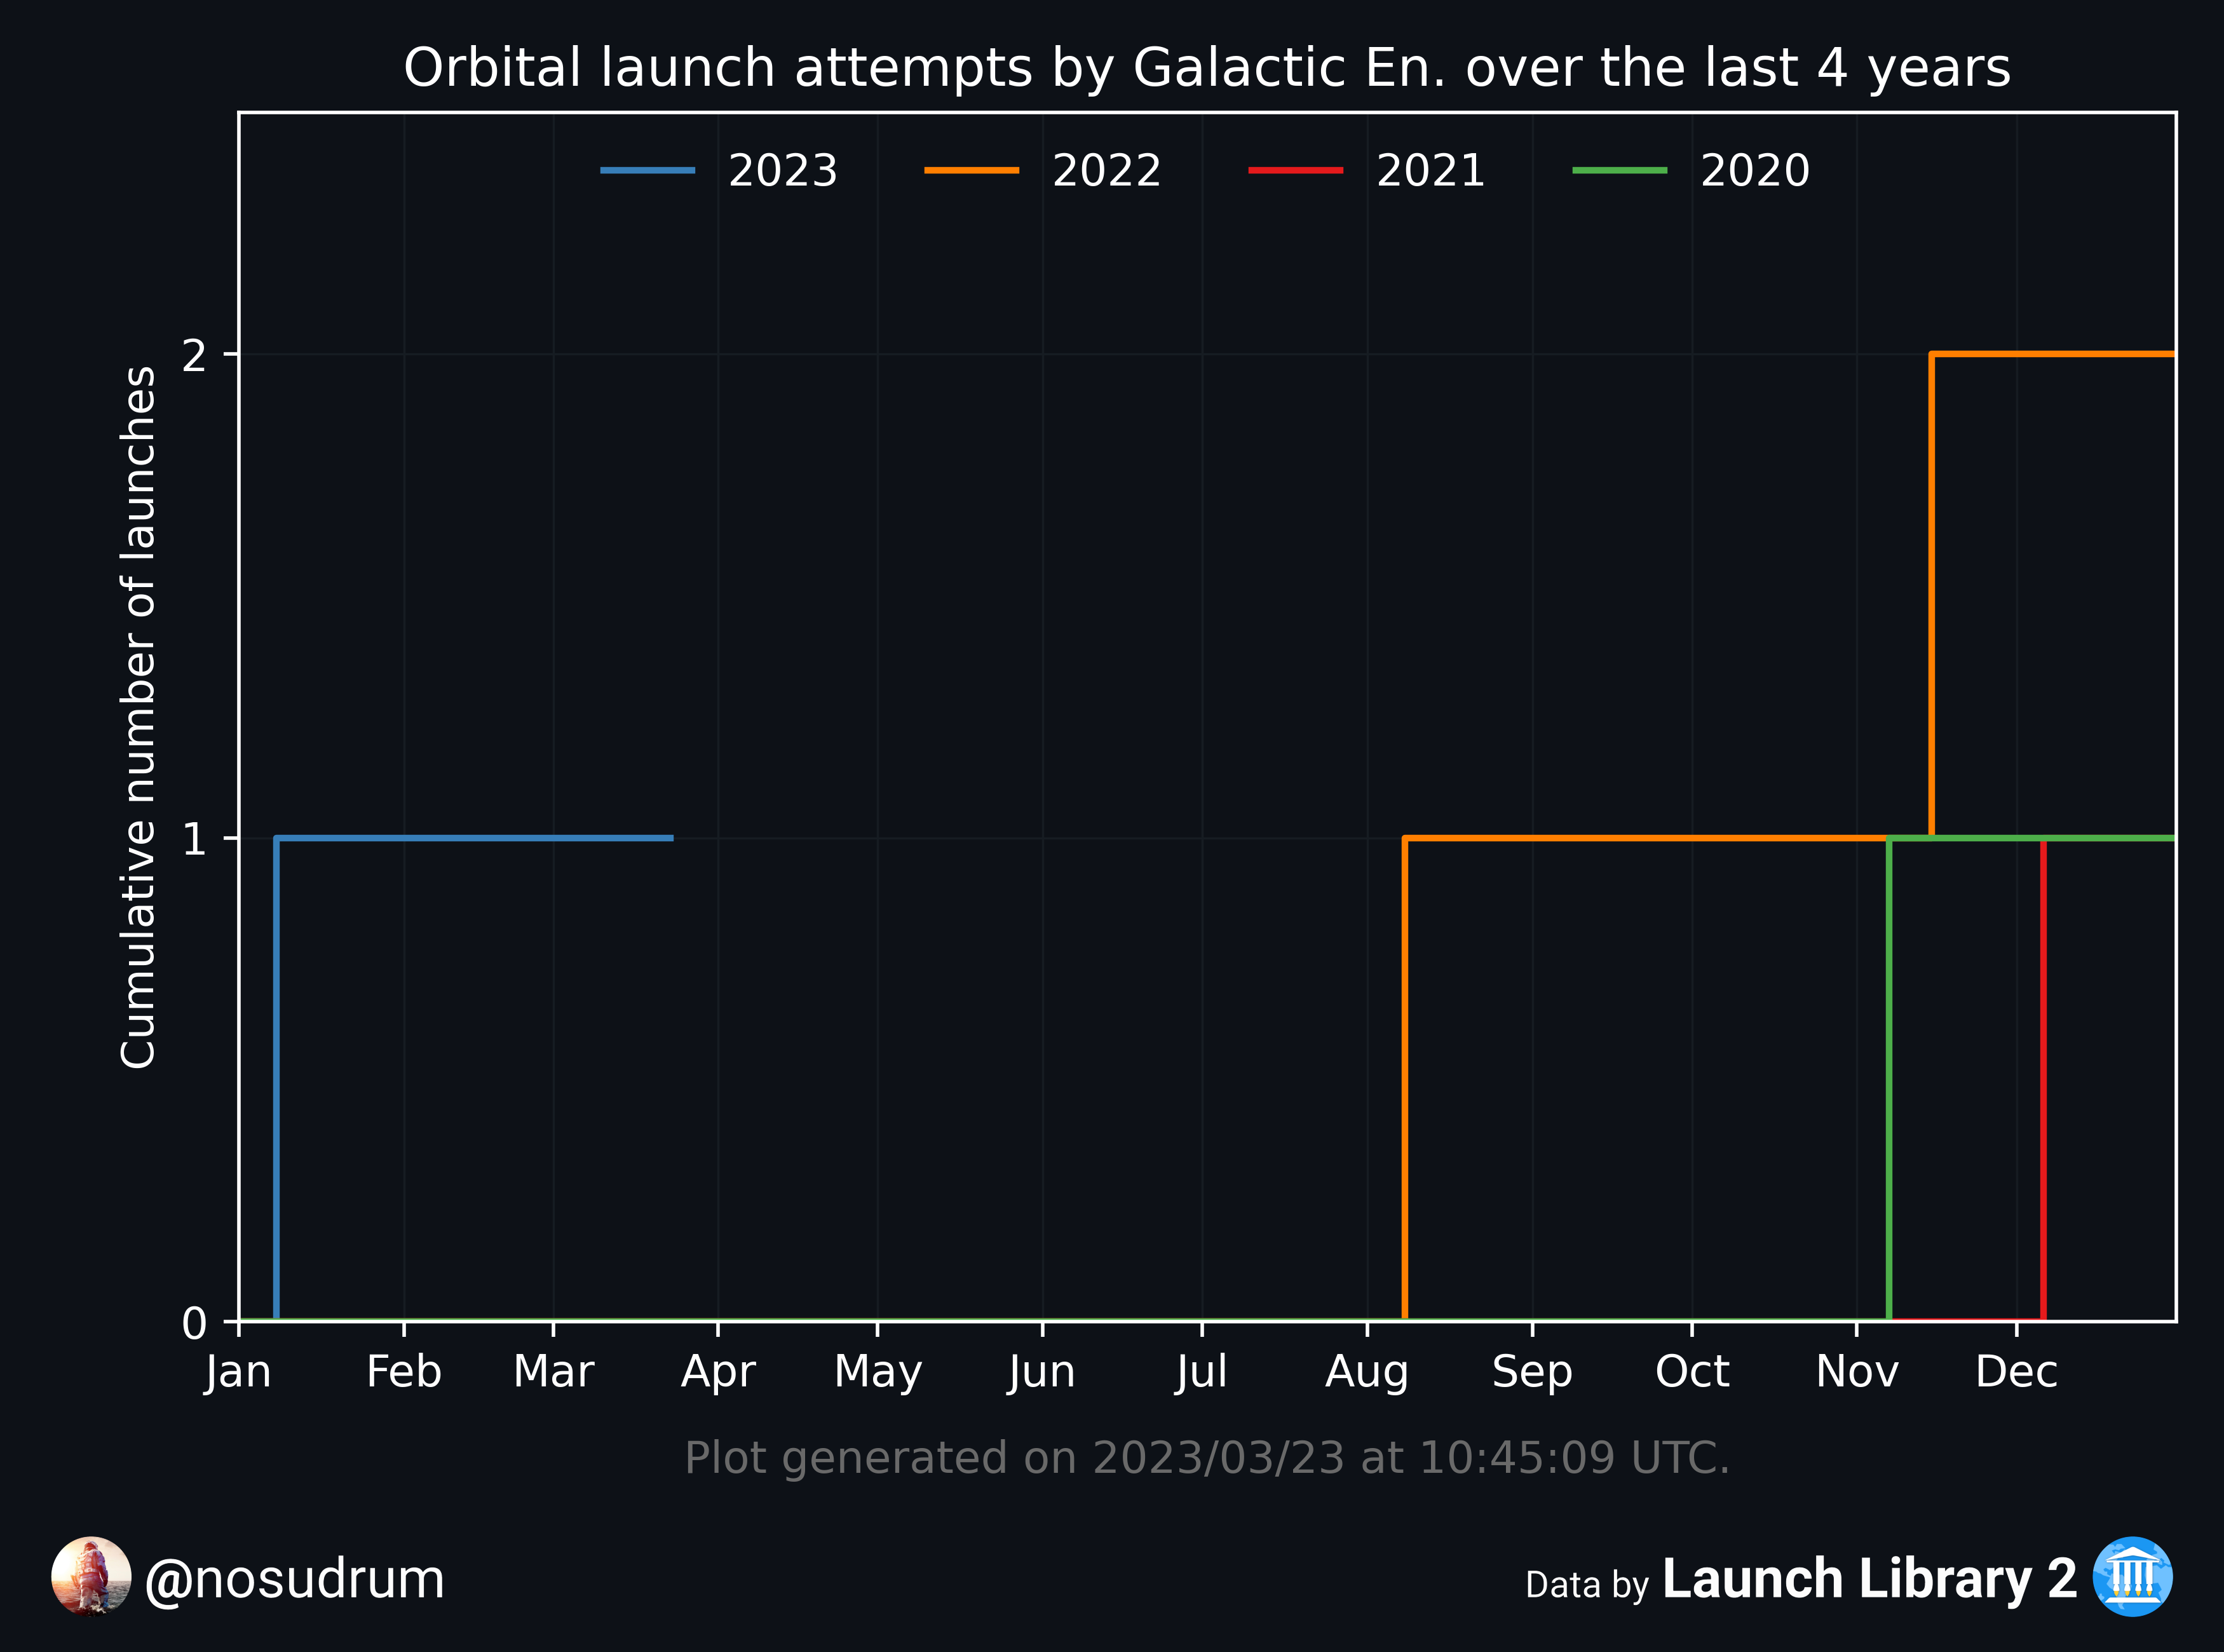 Orbital launch attempts by Galactic En. over the last 4 years
2023 2022 2021 2020
Cumulative number of launches
2
1
0
Jan Feb Mar Apr May Jun Jul Aug Sep Oct Nov Dec
Plot generated on 2023/03/23 at 10:45:09 UTC.
@nosudrum
Data by Launch Library 2